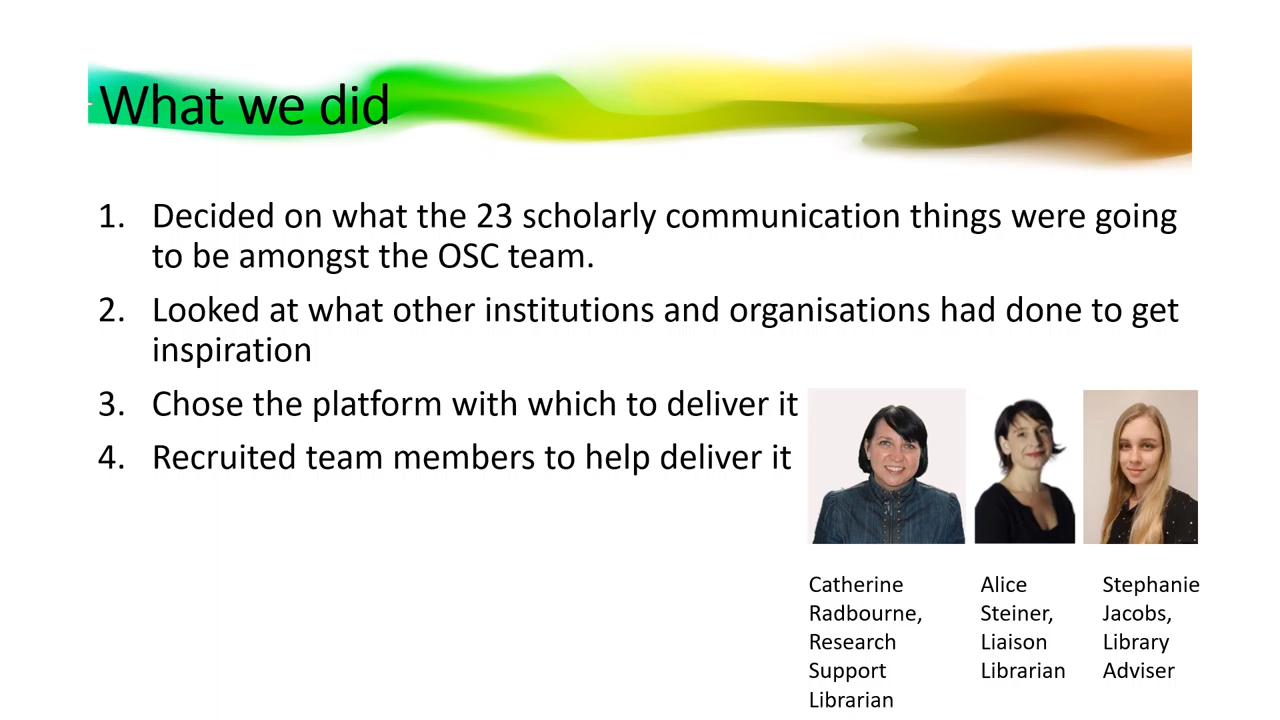 What we did
1. Decided on what the 23 scholarly communication things were going
to be amongst the OSC team.
2. Looked at what other institutions and organisations had done to get
inspiration
3. Chose the platform with which to deliver it
4. Recruited team members to help deliver it
Catherine
Radbourne,
Research
Support
Librarian
Alice
Steiner,
Liaison
Librarian
Stephanie
Jacobs,
Library
Adviser